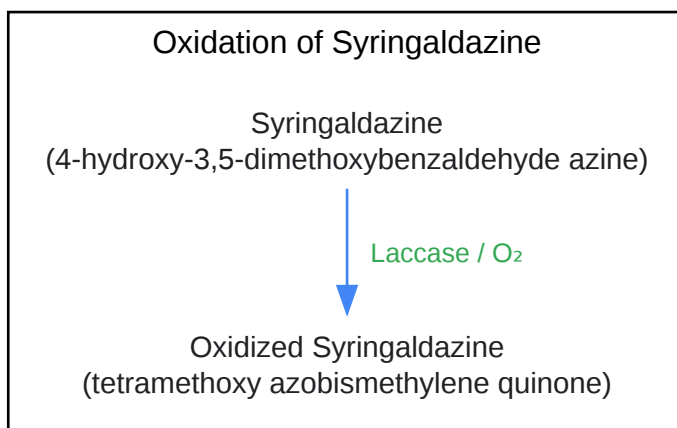 Oxidation of Syringaldazine
Syringaldazine
(4-hydroxy-3,5-dimethoxybenzaldehyde azine)
Laccase / O₂
Oxidized Syringaldazine
(tetramethoxy azobismethylene quinone)